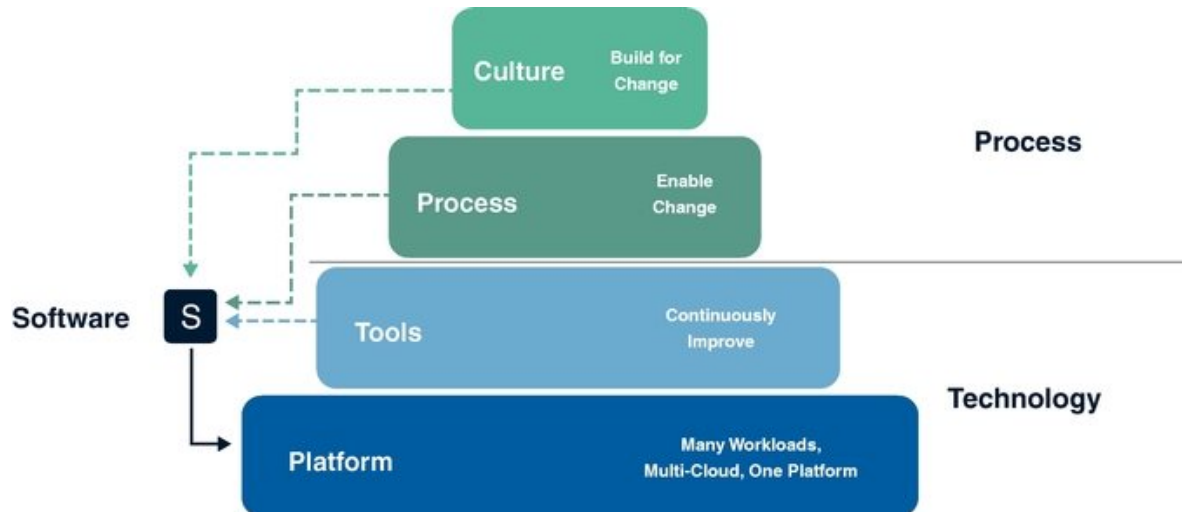 Culture
Build for
Change
Process
Process
Enable
Change
Software
S
Tools
Continuously
Improve
Technology
Platform
Many Workloads,
Multi-Cloud, One Platform